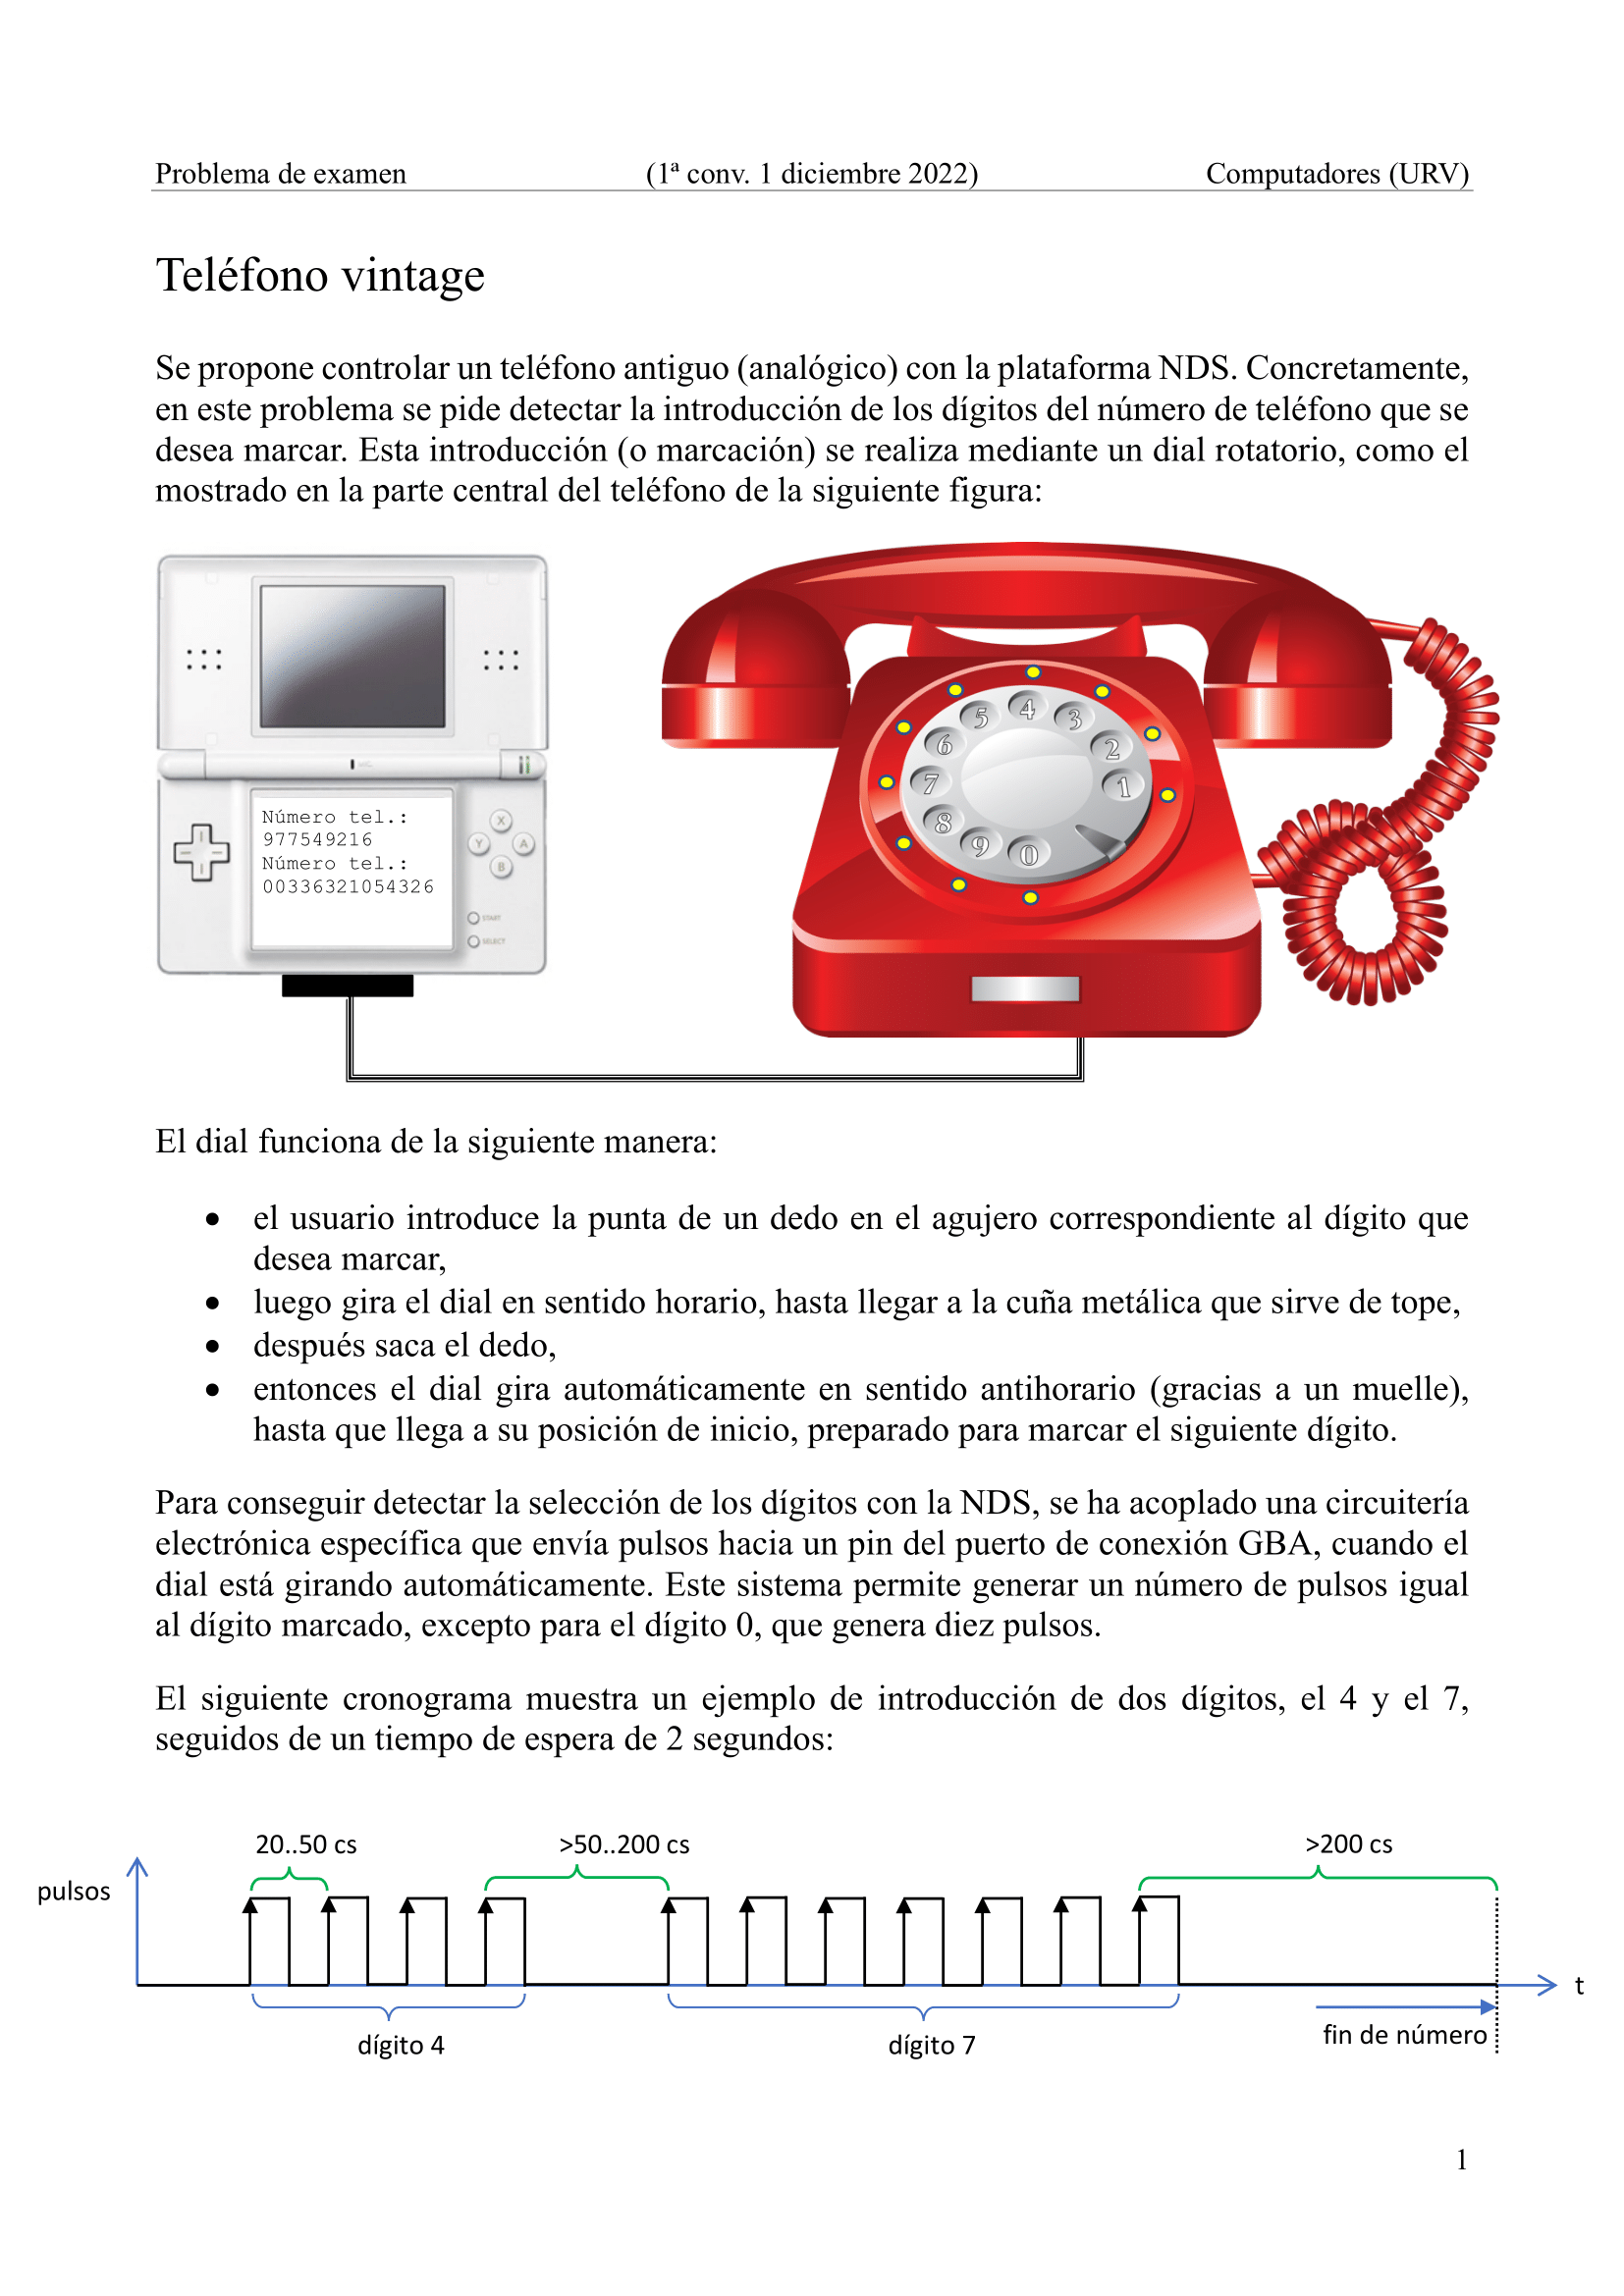 Problema de examen (1ª conv. 1 diciembre 2022) Computadores (URV)
Teléfono vintage
Se propone controlar un teléfono antiguo (analógico) con la plataforma NDS. Concretamente,
en este problema se pide detectar la introducción de los dígitos del número de teléfono que se
desea marcar. Esta introducción (o marcación) se realiza mediante un dial rotatorio, como el
mostrado en la parte central del teléfono de la siguiente figura:
Número tel.:
977549216
Número tel.:
00336321054326
X
Y A
B
START
SELECT
5 4 3
6 2
7 1
8
9 0
El dial funciona de la siguiente manera:
• el usuario introduce la punta de un dedo en el agujero correspondiente al dígito que
desea marcar,
• luego gira el dial en sentido horario, hasta llegar a la cuña metálica que sirve de tope,
• después saca el dedo,
• entonces el dial gira automáticamente en sentido antihorario (gracias a un muelle),
hasta que llega a su posición de inicio, preparado para marcar el siguiente dígito.
Para conseguir detectar la selección de los dígitos con la NDS, se ha acoplado una circuitería
electrónica específica que envía pulsos hacia un pin del puerto de conexión GBA, cuando el
dial está girando automáticamente. Este sistema permite generar un número de pulsos igual
al dígito marcado, excepto para el dígito 0, que genera diez pulsos.
El siguiente cronograma muestra un ejemplo de introducción de dos dígitos, el 4 y el 7,
seguidos de un tiempo de espera de 2 segundos:
20..50 cs >50..200 cs >200 cs
pulsos
t
fin de número
dígito 4 dígito 7
1